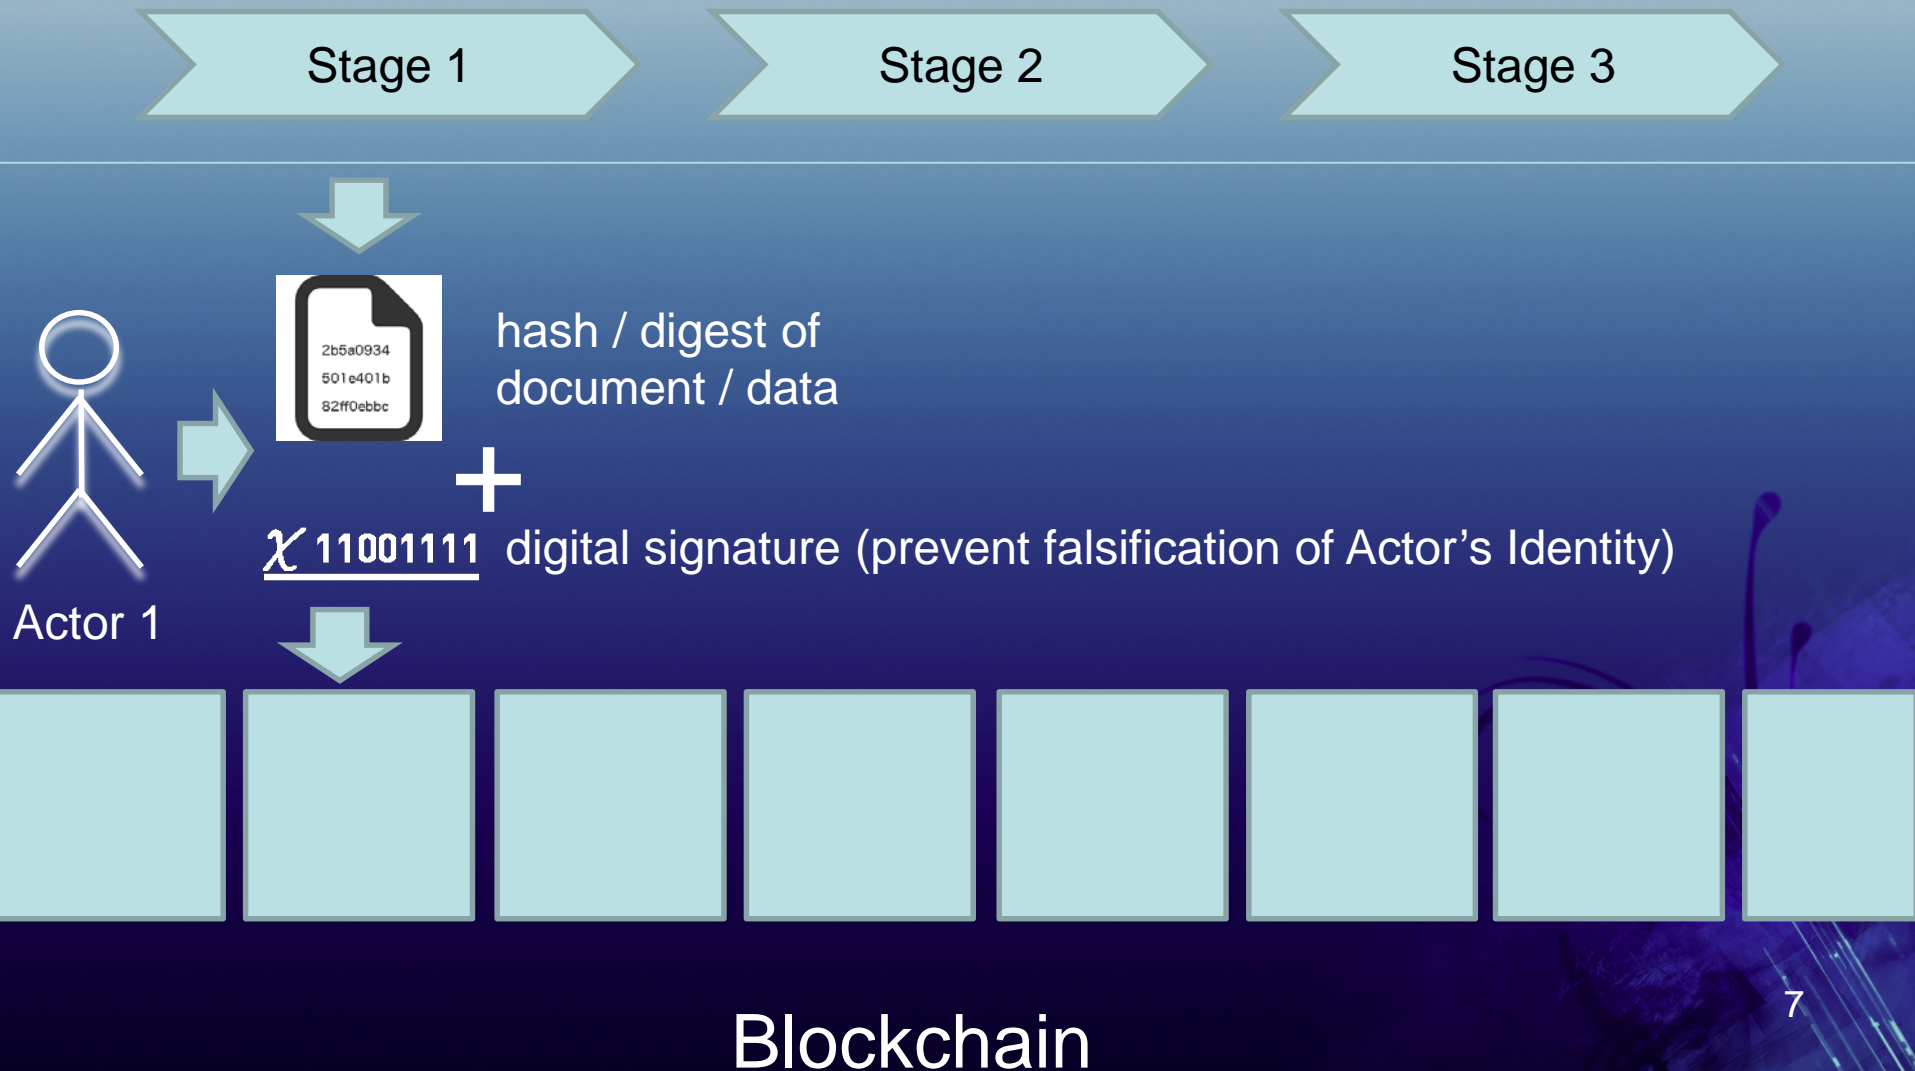 Stage 1
Stage 2
Stage 3
2b5a0934
501e401b
82ff0ebbc
hash / digest of
document / data
χ 11001111
digital signature (prevent falsification of Actor’s Identity)
Actor 1
7
Blockchain